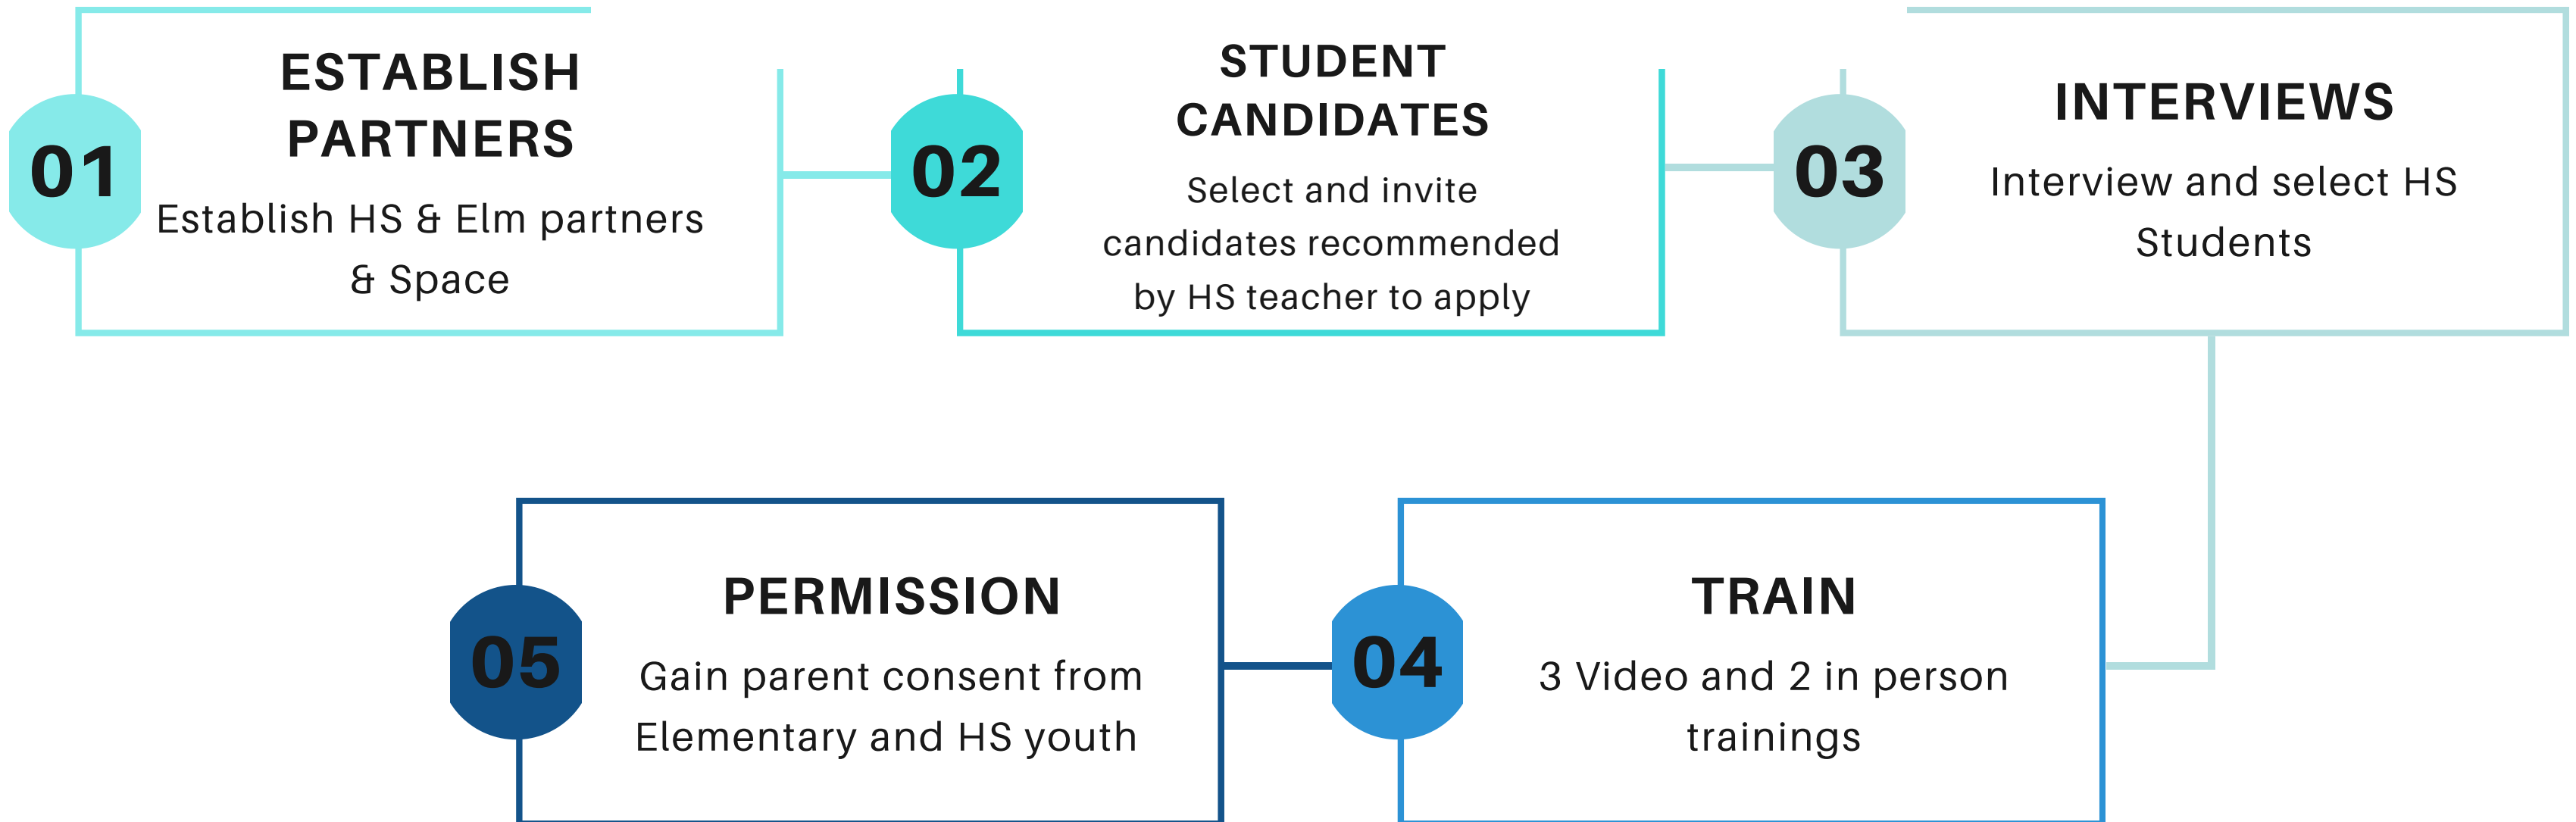 01
ESTABLISH
PARTNERS
Establish HS & Elm partners
& Space
02
STUDENT
CANDIDATES
Select and invite
candidates recommended
by HS teacher to apply
03
INTERVIEWS
Interview and select HS
Students
04
TRAIN
3 Video and 2 in person
trainings
05
PERMISSION
Gain parent consent from
Elementary and HS youth